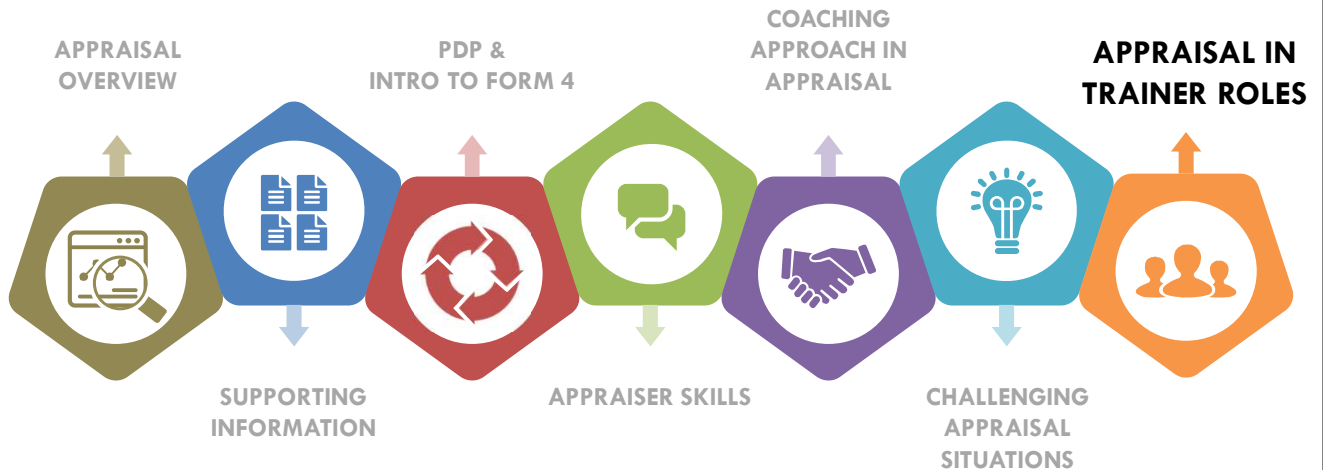 APPRAISAL
OVERVIEW
SUPPORTING
INFORMATION
PDP &
INTRO TO FORM 4
APPRAISER SKILLS
COACHING
APPROACH IN
APPRAISAL
CHALLENGING
APPRAISAL
SITUATIONS
APPRAISAL IN
TRAINER ROLES